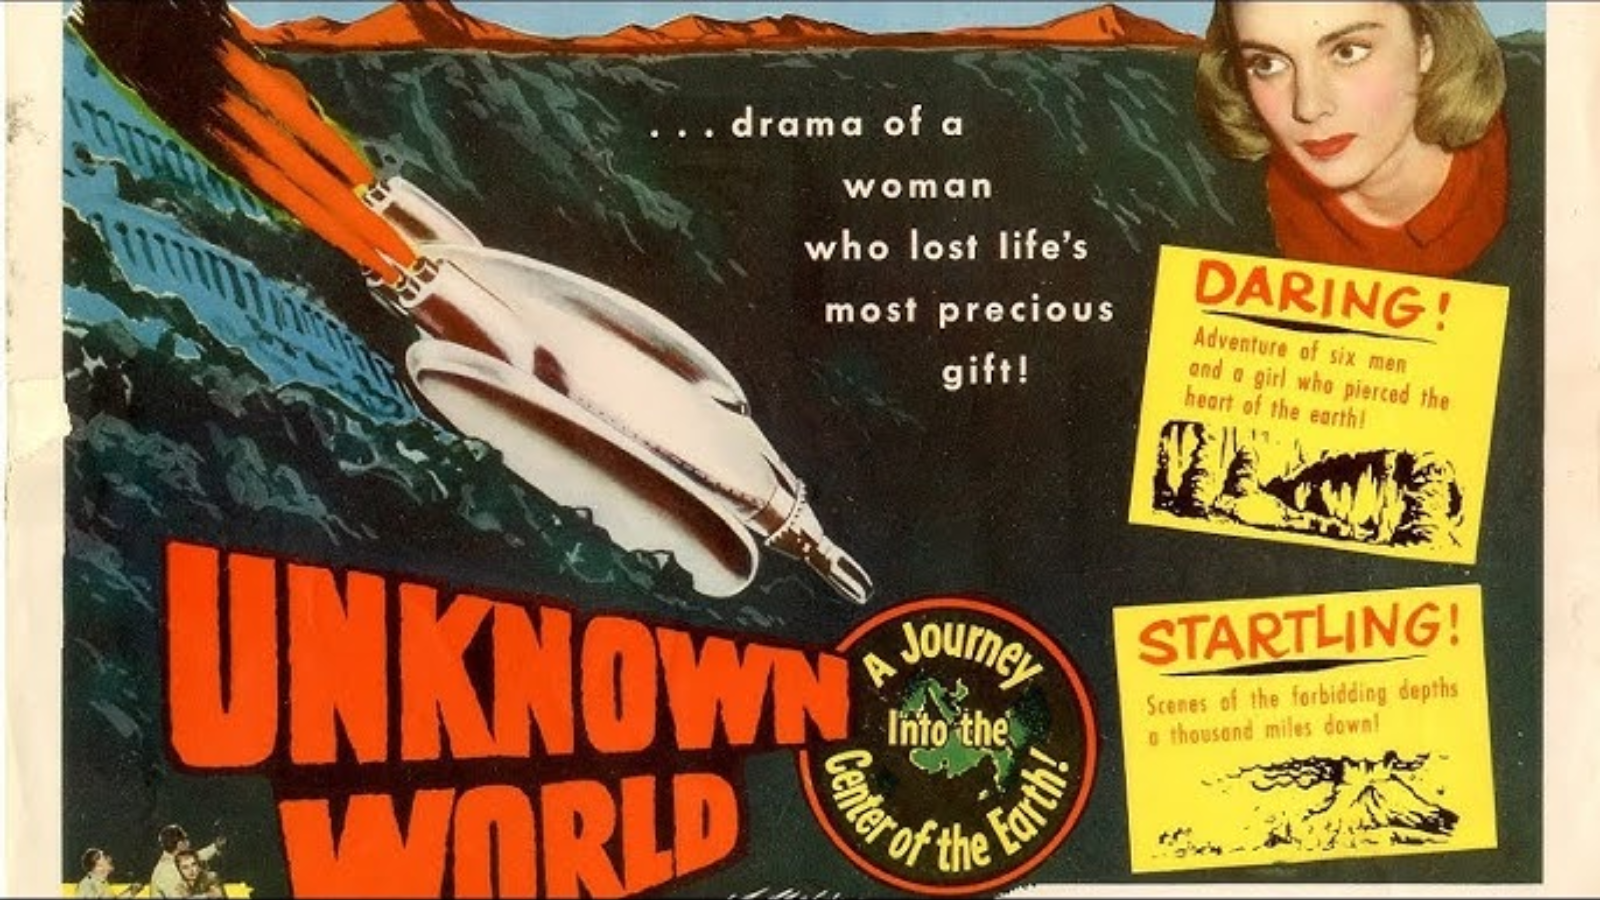 ...drama of a
woman
who lost life's
most precious
gift!
DARING!
Adventure of six men
and a girl who pierced the
heart of the earth!
UNKNOWN
WORLD
A Journey
Into the
Center of the Earth!
STARTLING!
Scenes of the forbidding depths
a thousand miles down!